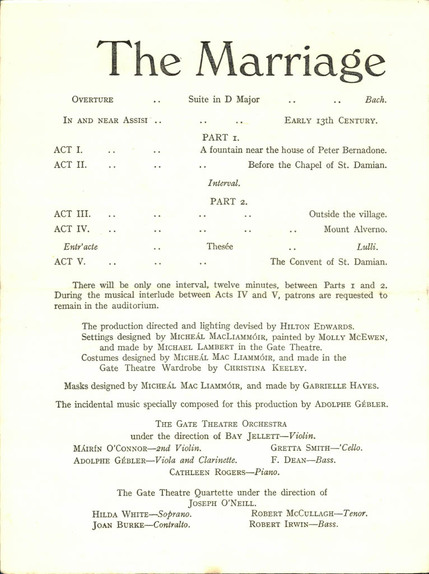 The Marriage
OVERTURE .. Suite in D Major .. .. Bach.
IN AND NEAR ASSISI .. .. .. EARLY 13TH CENTURY.
PART 1.
ACT I. .. .. A fountain near the house of Peter Bernadone.
ACT II. .. .. .. Before the Chapel of St. Damian.
Interval.
PART 2.
ACT III. .. .. .. .. Outside the village.
ACT IV. .. .. .. .. .. Mount Alverno.
Entr'acte .. Thesée .. Lulli.
ACT V. .. .. .. The Convent of St. Damian.
There will be only one interval, twelve minutes, between Parts 1 and 2.
During the musical interlude between Acts IV and V, patrons are requested to
remain in the auditorium.
The production directed and lighting devised by HILTON EDWARDS.
Settings designed by MICHEÁL MACLIAMMÓIR, painted by MOLLY MCEWEN,
and made by MICHAEL LAMBERT in the Gate Theatre.
Costumes designed by MICHEÁL MAC LIAMMÓIR, and made in the
Gate Theatre Wardrobe by CHRISTINA KEELEY.
Masks designed by MICHEÁL MAC LIAMMÓIR, and made by GABRIELLE HAYES.
The incidental music specially composed for this production by ADOLPHE GÉBLER.
THE GATE THEATRE ORCHESTRA
under the direction of BAY JELLETT—Violin.
MÁIRÍN O'CONNOR—2nd Violin. GRETTA SMITH—'Cello.
ADOLPHE GÉBLER—Viola and Clarinette. F. DEAN—Bass.
CATHLEEN ROGERS—Piano.
The Gate Theatre Quartette under the direction of
JOSEPH O'NEILL.
HILDA WHITE—Soprano. ROBERT MCCULLAGH—Tenor.
JOAN BURKE—Contralto. ROBERT IRWIN—Bass.